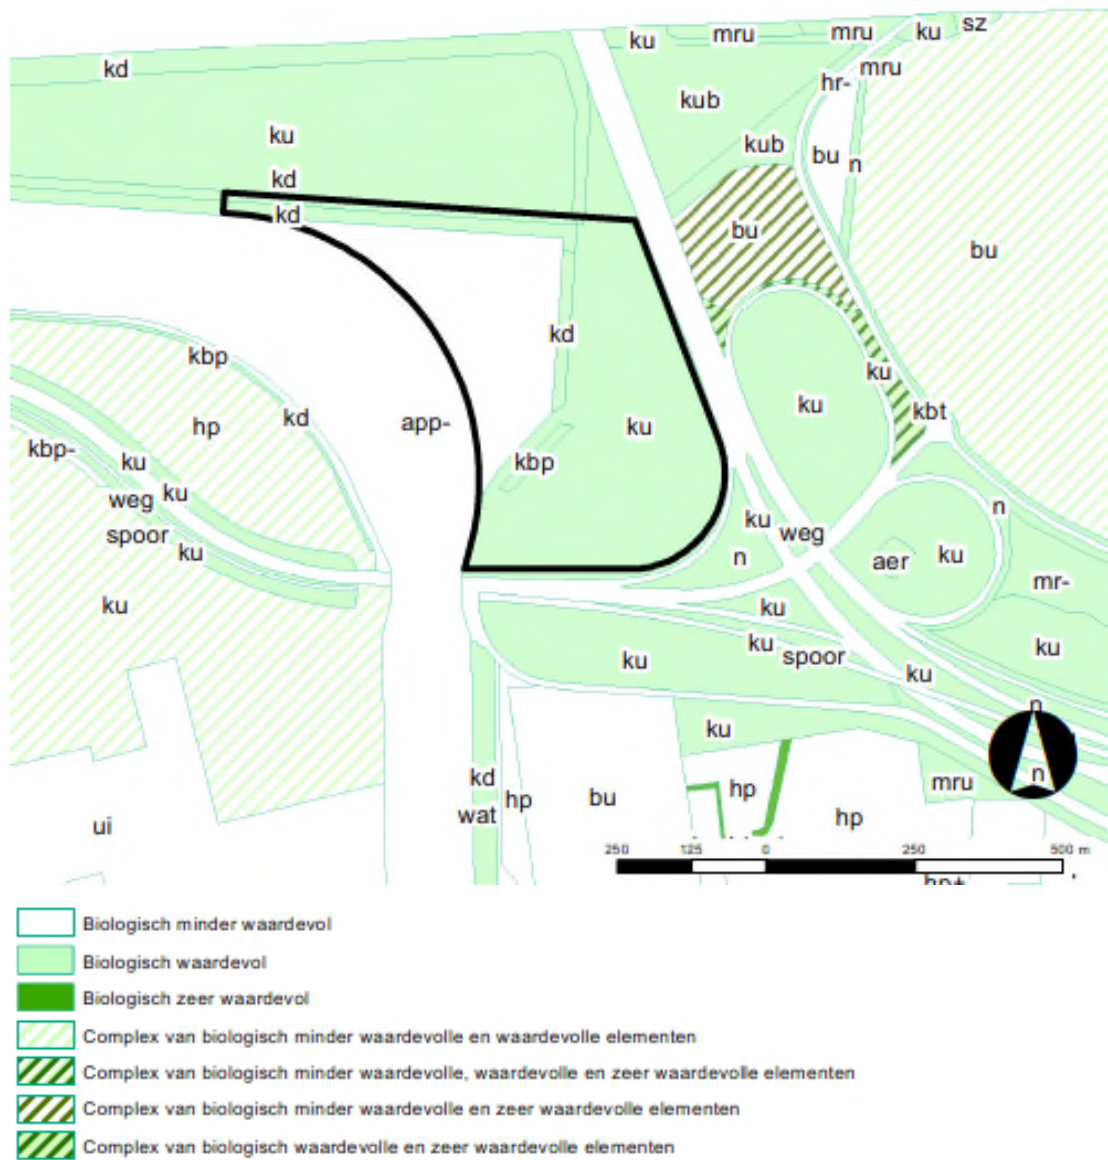 sz
ku mru mru ku
kd mru
hr-
kub
ku kub bu n
kd
kd bu bu
kd
kbp ku
kd ku kbt
hp app- ku
kbp- ku kbp
weg ku n
spoor ku weg
ku n aer ku
mr-
ku ku
ku spoor ku
ku ku
n
ku
n
kd hp mru
hp bu
wat hp
ui
250 125 0 250 500 m
hp+
Biologisch minder waardevol
Biologisch waardevol
Biologisch zeer waardevol
Complex van biologisch minder waardevolle en waardevolle elementen
Complex van biologisch minder waardevolle, waardevolle en zeer waardevolle elementen
Complex van biologisch minder waardevolle en zeer waardevolle elementen
Complex van biologisch waardevolle en zeer waardevolle elementen